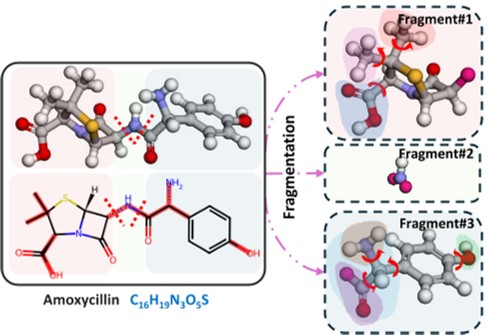 Fragment#1
Fragment#2
Fragment#3
Fragmentation
S
H
H
N
NH₂
N
O
O
O
OH
OH
Amoxycillin C₁₆H₁₉N₃O₅S